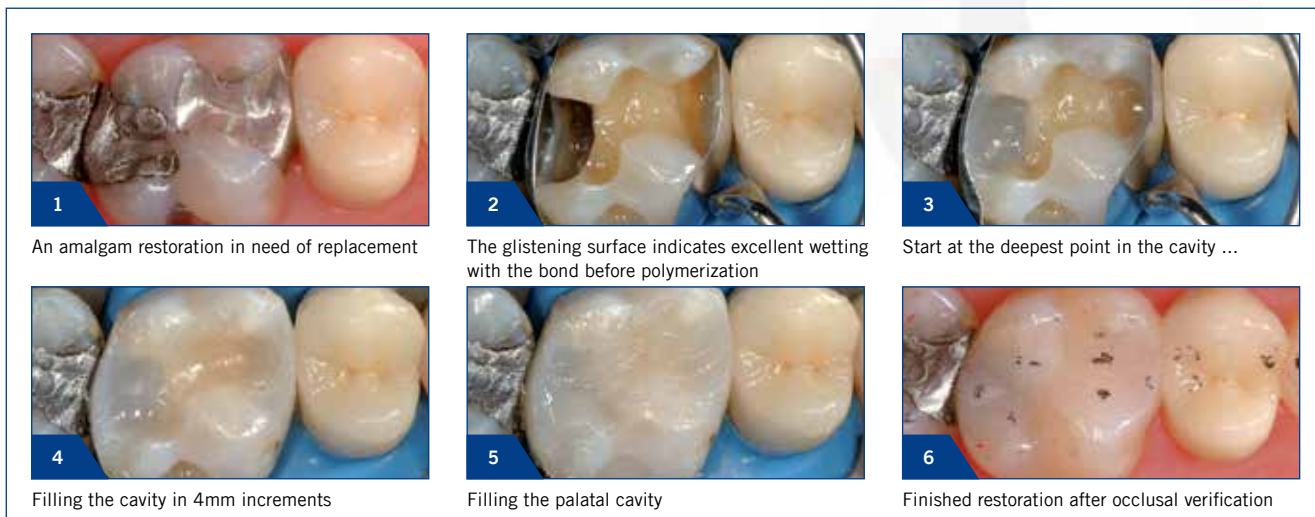 1
An amalgam restoration in need of replacement
2
The glistening surface indicates excellent wetting
with the bond before polymerization
3
Start at the deepest point in the cavity ...
4
Filling the cavity in 4mm increments
5
Filling the palatal cavity
6
Finished restoration after occlusal verification